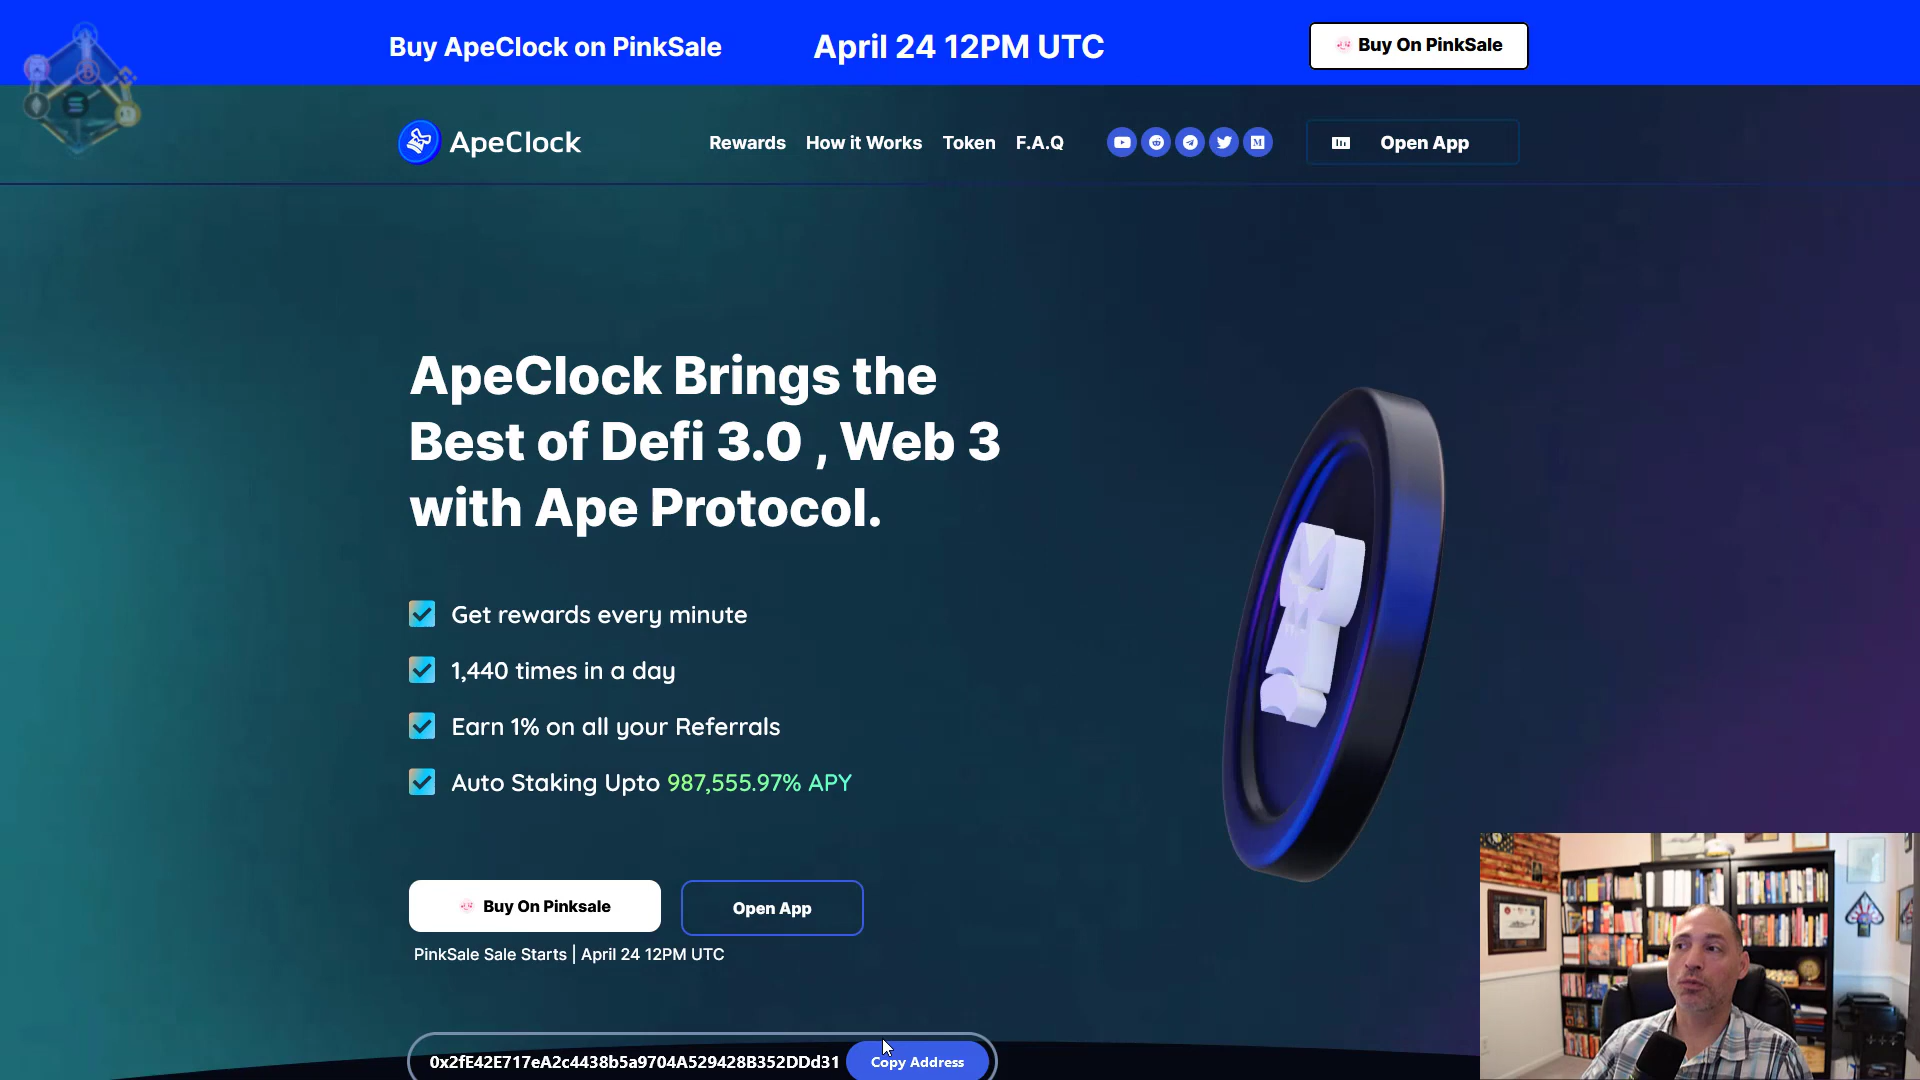 Buy ApeClock on PinkSale
April 24 12PM UTC
Buy On PinkSale
ApeClock
Rewards
How it Works
Token
F.A.Q
Open App
ApeClock Brings the
Best of Defi 3.0 , Web 3
with Ape Protocol.
Get rewards every minute
1,440 times in a day
Earn 1% on all your Referrals
Auto Staking Upto 987,555.97% APY
Buy On Pinksale
Open App
PinkSale Sale Starts | April 24 12PM UTC
0x2fE42E717eA2c4438b5a9704A529428B352DDd31
Copy Address